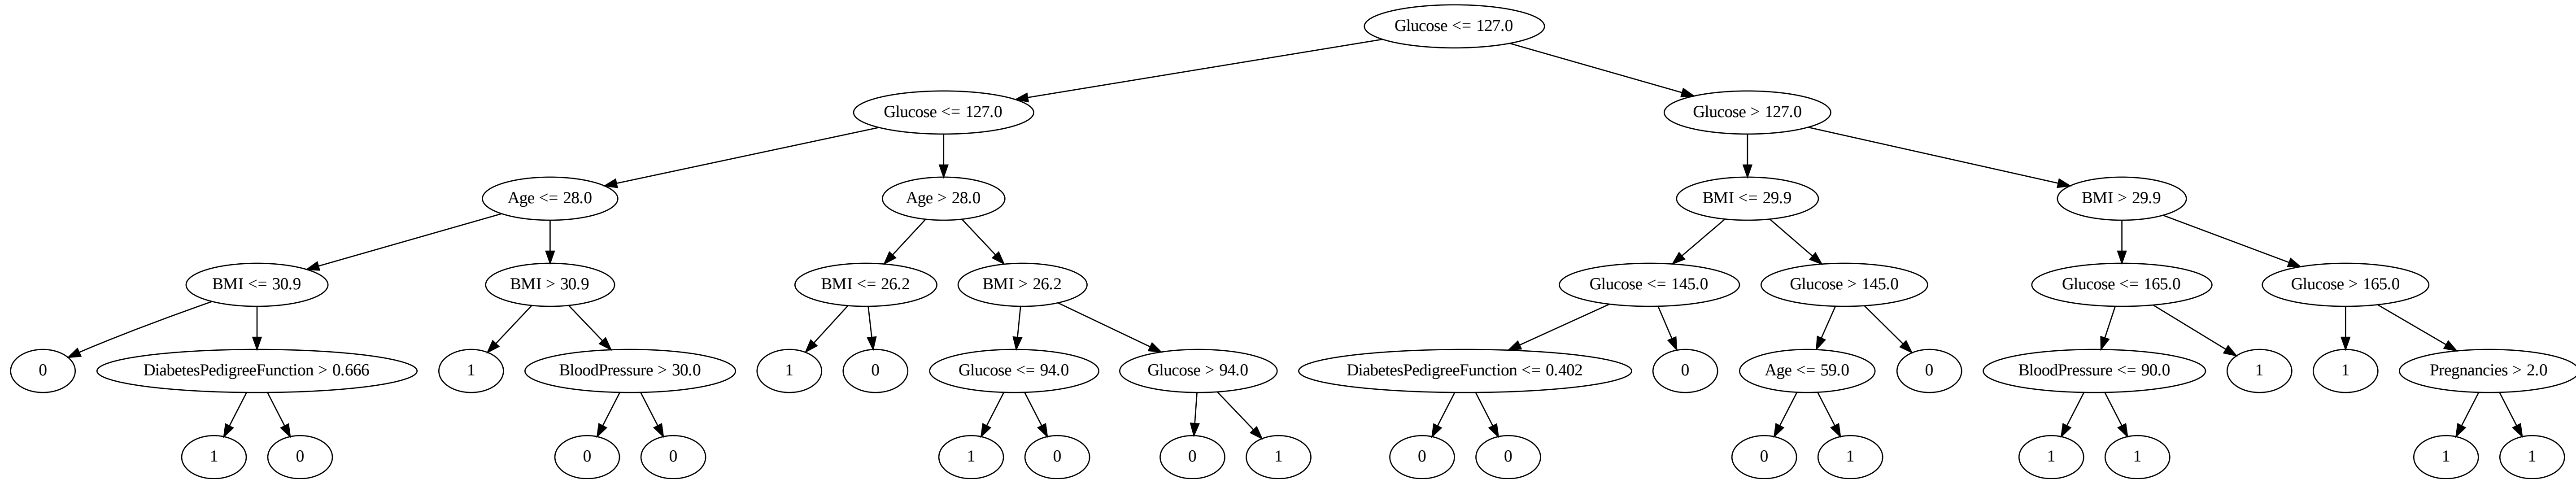 Glucose <= 127.0
Glucose <= 127.0
Glucose > 127.0
Age <= 28.0
Age > 28.0
BMI <= 29.9
BMI > 29.9
BMI <= 30.9
BMI > 30.9
BMI <= 26.2
BMI > 26.2
Glucose <= 145.0
Glucose > 145.0
Glucose <= 165.0
Glucose > 165.0
0
DiabetesPedigreeFunction > 0.666
1
BloodPressure > 30.0
1
0
Glucose <= 94.0
Glucose > 94.0
DiabetesPedigreeFunction <= 0.402
0
Age <= 59.0
0
BloodPressure <= 90.0
1
1
Pregnancies > 2.0
1
0
0
0
1
0
0
1
0
0
0
1
1
1
1
1